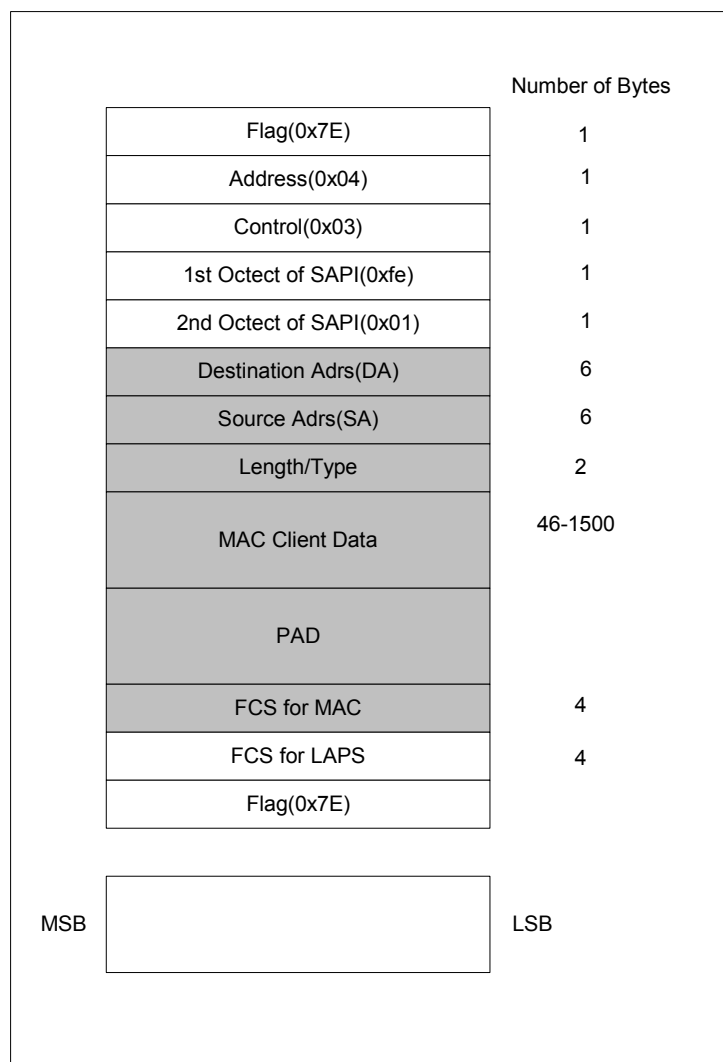 Number of Bytes
Flag(0x7E) 1
Address(0x04) 1
Control(0x03) 1
1st Octect of SAPI(0xfe) 1
2nd Octect of SAPI(0x01) 1
Destination Adrs(DA) 6
Source Adrs(SA) 6
Length/Type 2
MAC Client Data 46-1500
PAD
FCS for MAC 4
FCS for LAPS 4
Flag(0x7E)
MSB LSB